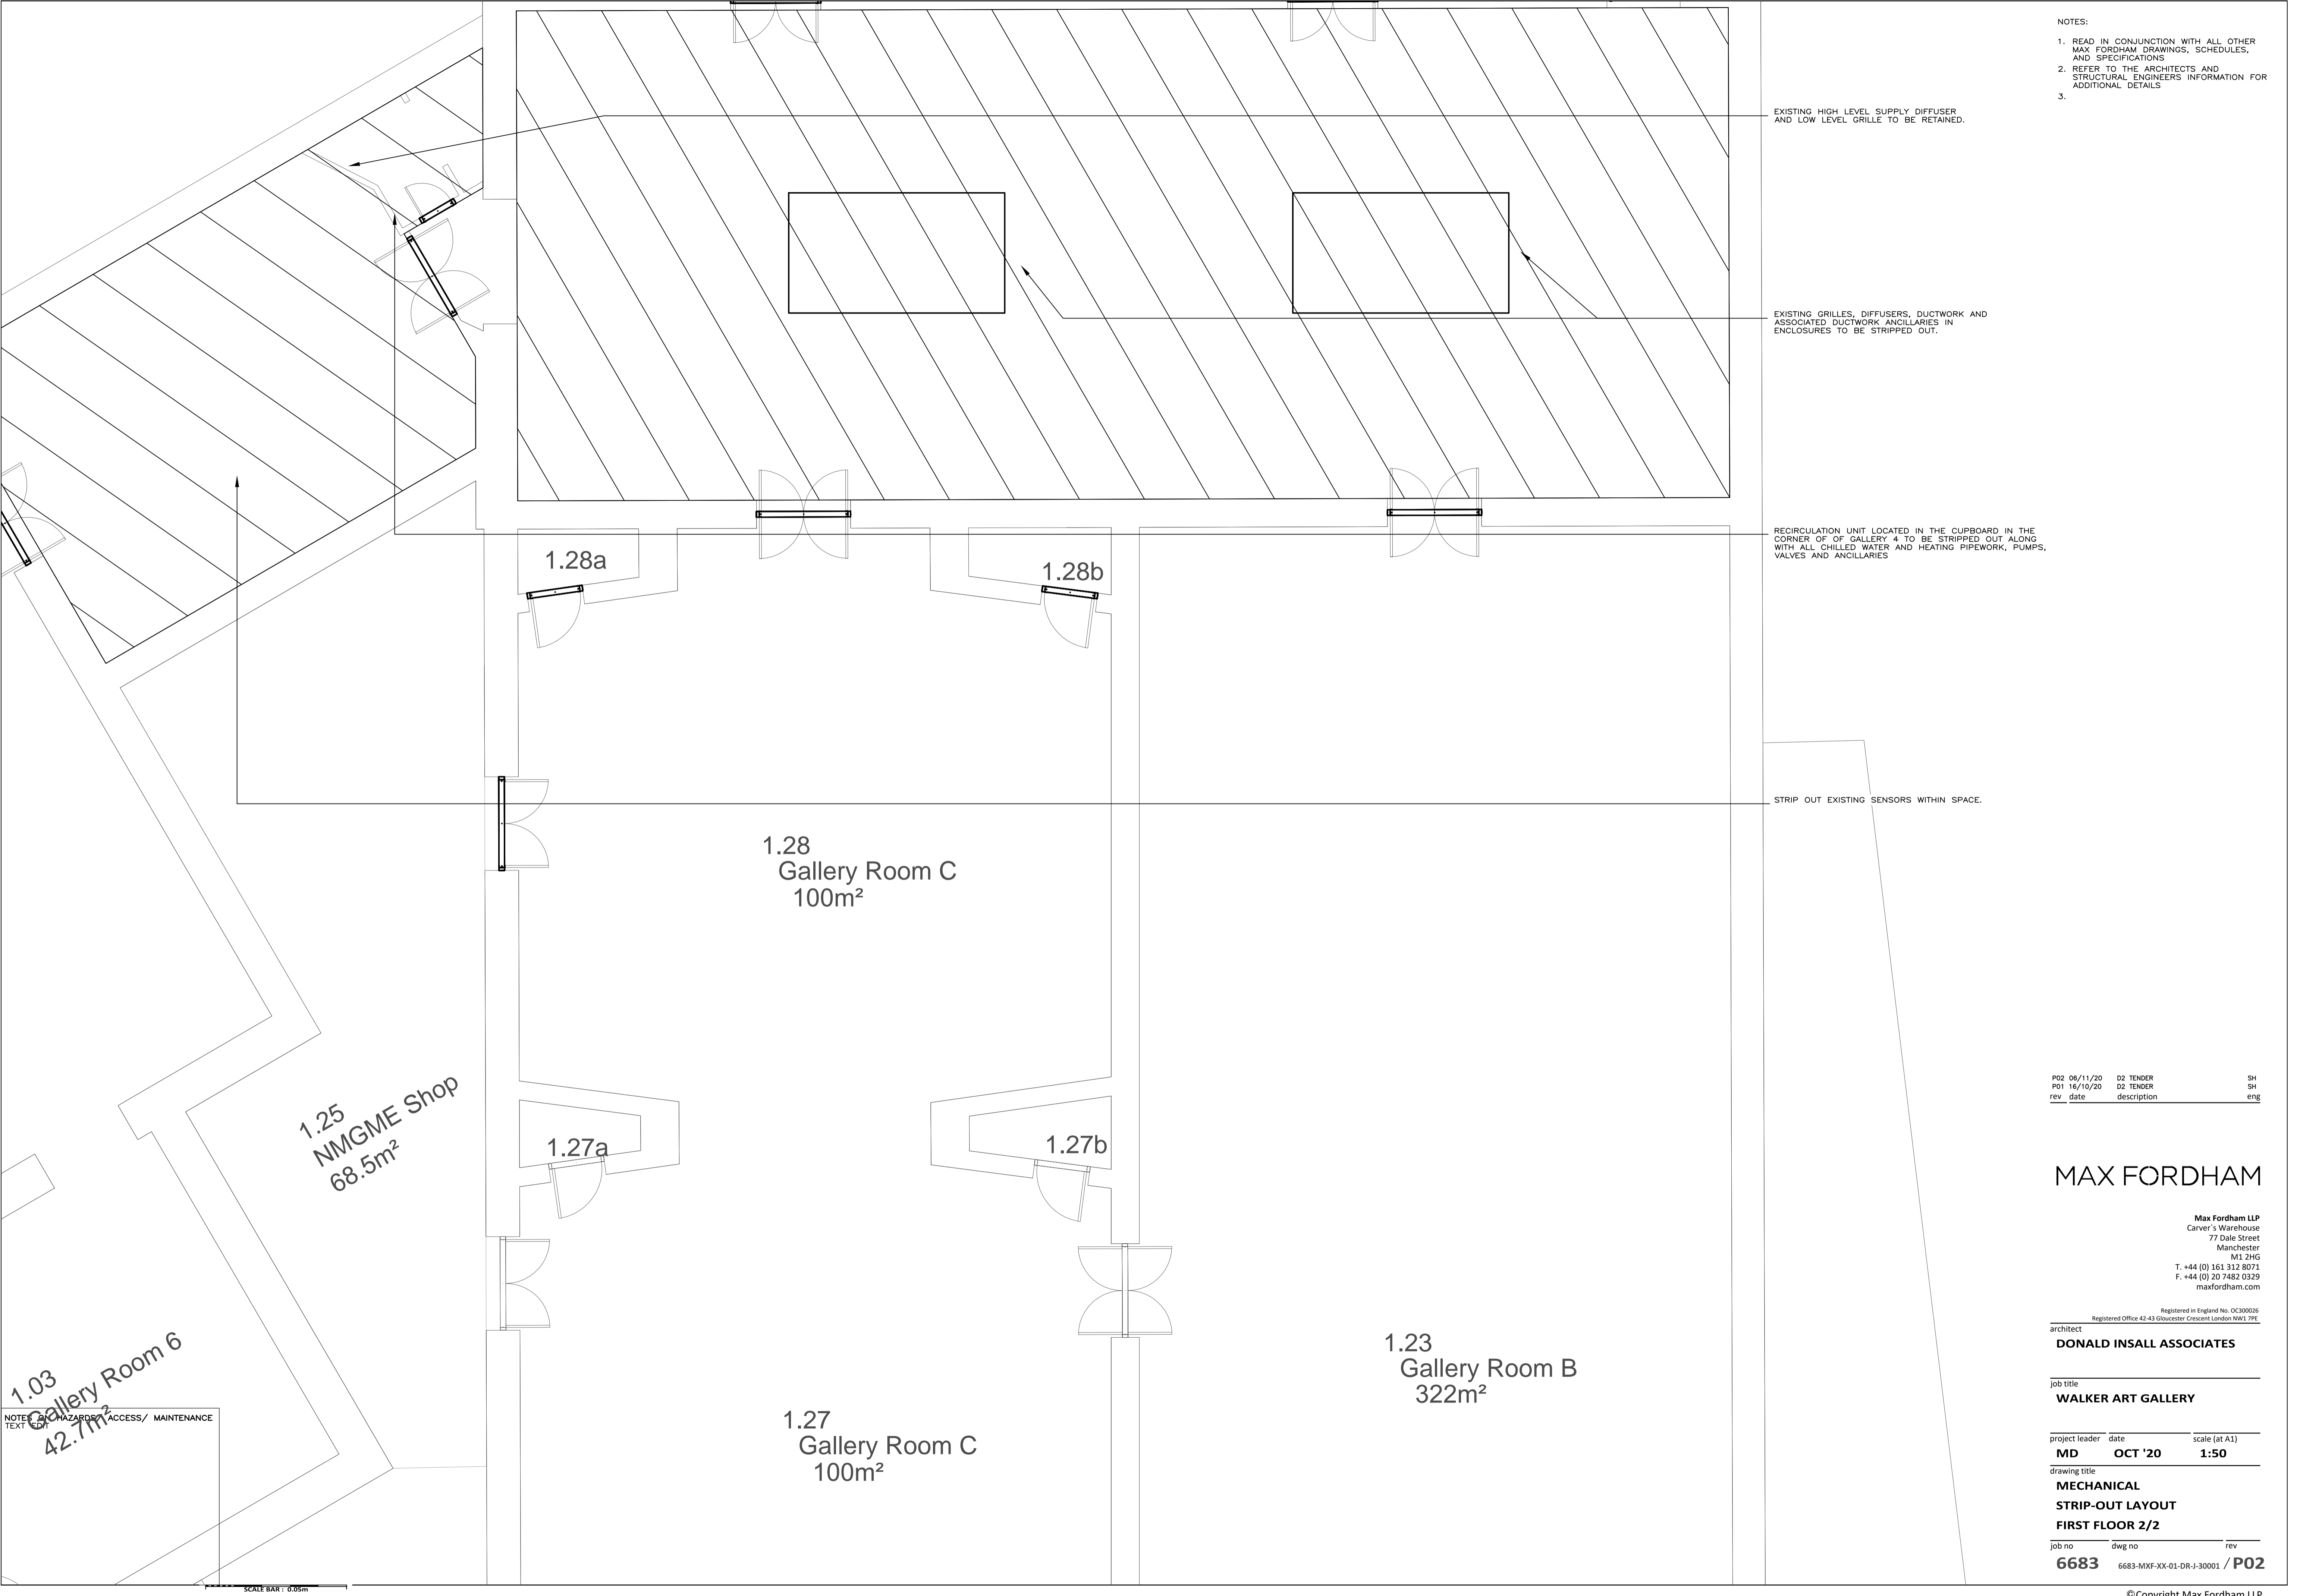 NOTES:
1. READ IN CONJUNCTION WITH ALL OTHER
MAX FORDHAM DRAWINGS, SCHEDULES,
AND SPECIFICATIONS
2. REFER TO THE ARCHITECTS AND
STRUCTURAL ENGINEERS INFORMATION FOR
ADDITIONAL DETAILS
3.
EXISTING HIGH LEVEL SUPPLY DIFFUSER
AND LOW LEVEL GRILLE TO BE RETAINED.
EXISTING GRILLES, DIFFUSERS, DUCTWORK AND
ASSOCIATED DUCTWORK ANCILLARIES IN
ENCLOSURES TO BE STRIPPED OUT.
RECIRCULATION UNIT LOCATED IN THE CUPBOARD IN THE
CORNER OF OF GALLERY 4 TO BE STRIPPED OUT ALONG
WITH ALL CHILLED WATER AND HEATING PIPEWORK, PUMPS,
VALVES AND ANCILLARIES
STRIP OUT EXISTING SENSORS WITHIN SPACE.
1.28a
1.28b
1.28
Gallery Room C
100m²
1.25
NMGME Shop
68.5m²
1.27a
1.27b
1.23
Gallery Room B
322m²
1.27
Gallery Room C
100m²
1.03
Gallery Room 6
42.7m²
NOTES ON HAZARDS/ ACCESS/ MAINTENANCE
TEXT EDIT
SCALE BAR : 0.05m
P02 06/11/20 D2 TENDER SH
P01 16/10/20 D2 TENDER SH
rev date description eng
MAX FORDHAM
Max Fordham LLP
Carver's Warehouse
77 Dale Street
Manchester
M1 2HG
T. +44 (0) 161 312 8071
F. +44 (0) 20 7482 0329
maxfordham.com
Registered in England No. OC300026
Registered Office 42-43 Gloucester Crescent London NW1 7PE
architect
DONALD INSALL ASSOCIATES
job title
WALKER ART GALLERY
project leader date scale (at A1)
MD OCT '20 1:50
drawing title
MECHANICAL
STRIP-OUT LAYOUT
FIRST FLOOR 2/2
job no dwg no rev
6683 6683-MXF-XX-01-DR-J-30001 / P02
©Copyright Max Fordham LLP